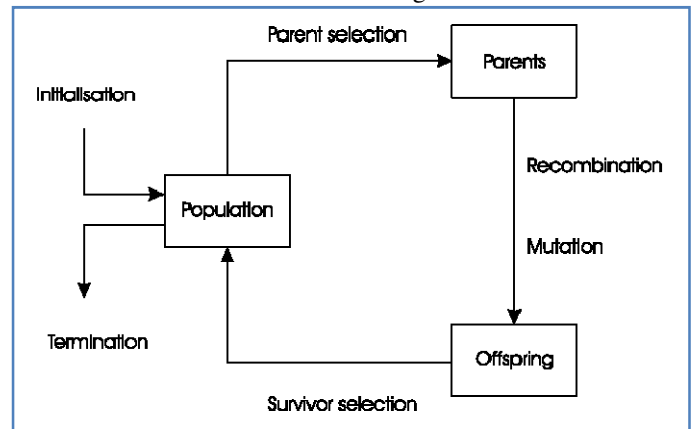 Parent selection
Parents
Initialisation
Recombination
Population
Mutation
Termination
Offspring
Survivor selection